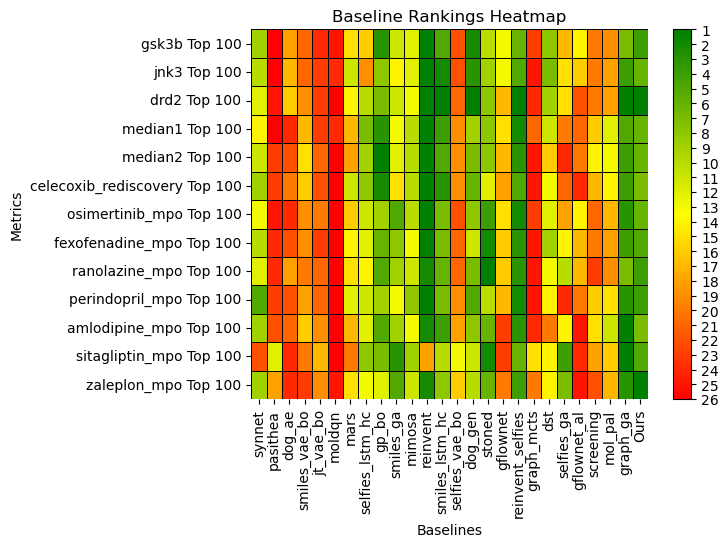 Baseline Rankings Heatmap
Metrics
gsk3b Top 100
jnk3 Top 100
drd2 Top 100
median1 Top 100
median2 Top 100
celecoxib_rediscovery Top 100
osimertinib_mpo Top 100
fexofenadine_mpo Top 100
ranolazine_mpo Top 100
perindopril_mpo Top 100
amlodipine_mpo Top 100
sitagliptin_mpo Top 100
zaleplon_mpo Top 100
synnet
pasithea
dog_ae
smiles_vae_bo
jt_vae_bo
moldqn
mars
selfies_lstm_hc
gp_bo
smiles_ga
mimosa
reinvent
smiles_lstm_hc
selfies_vae_bo
dog_gen
stoned
gflownet
reinvent_selfies
graph_mcts
dst
selfies_ga
gflownet_al
screening
mol_pal
graph_ga
Ours
Baselines
1
2
3
4
5
6
7
8
9
10
11
12
13
14
15
16
17
18
19
20
21
22
23
24
25
26